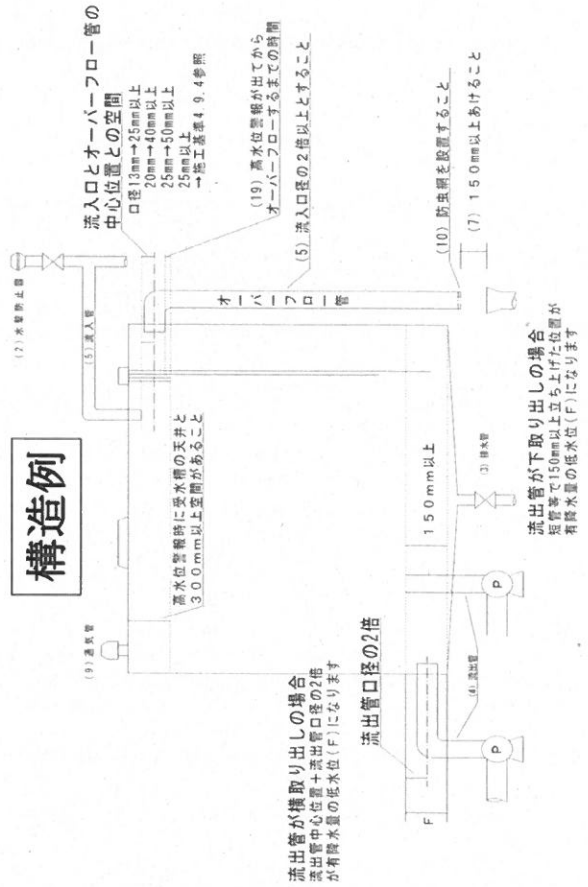 構造例
(2) 水撃防止器
(5) 流入管
流入口とオーバーフロー管の
中心位置との空間
口径13mm→25mm以上
20mm→40mm以上
25mm→50mm以上
25mm以上
→施工基準4.9.4参照
(19) 高水位警報が出てから
オーバーフローするまでの時間
(5) 流入口径の2倍以上とすること
(10) 防虫網を設置すること
(7) 150mm以上あけること
オーバーフロー管
(9) 通気管
高水位警報時に受水槽の天井と
300mm以上空間があること
150mm以上
(3) 排水管
流出管が下取り出しの場合
短管等で150mm以上立ち上げた位置が
有降水量の低水位(F)になります
流出管が横取り出しの場合
流出管中心位置+流出管口径の2倍
が有降水量の低水位(F)になります
流出管口径の2倍
(4) 流出管
F
P
P